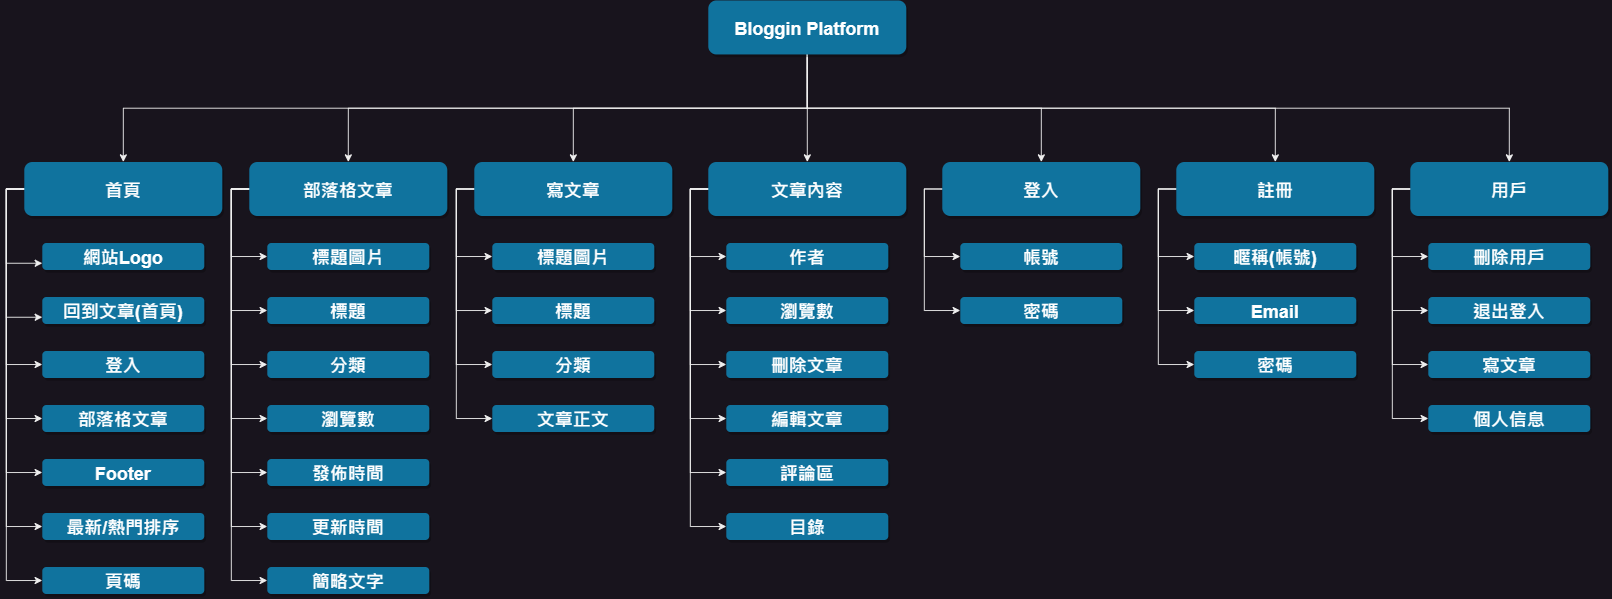 Bloggin Platform
首頁
網站Logo
回到文章(首頁)
登入
部落格文章
Footer
最新/熱門排序
頁碼
部落格文章
標題圖片
標題
分類
瀏覽數
發佈時間
更新時間
簡略文字
寫文章
標題圖片
標題
分類
文章正文
文章內容
作者
瀏覽數
刪除文章
編輯文章
評論區
目錄
登入
帳號
密碼
註冊
暱稱(帳號)
Email
密碼
用戶
刪除用戶
退出登入
寫文章
個人信息